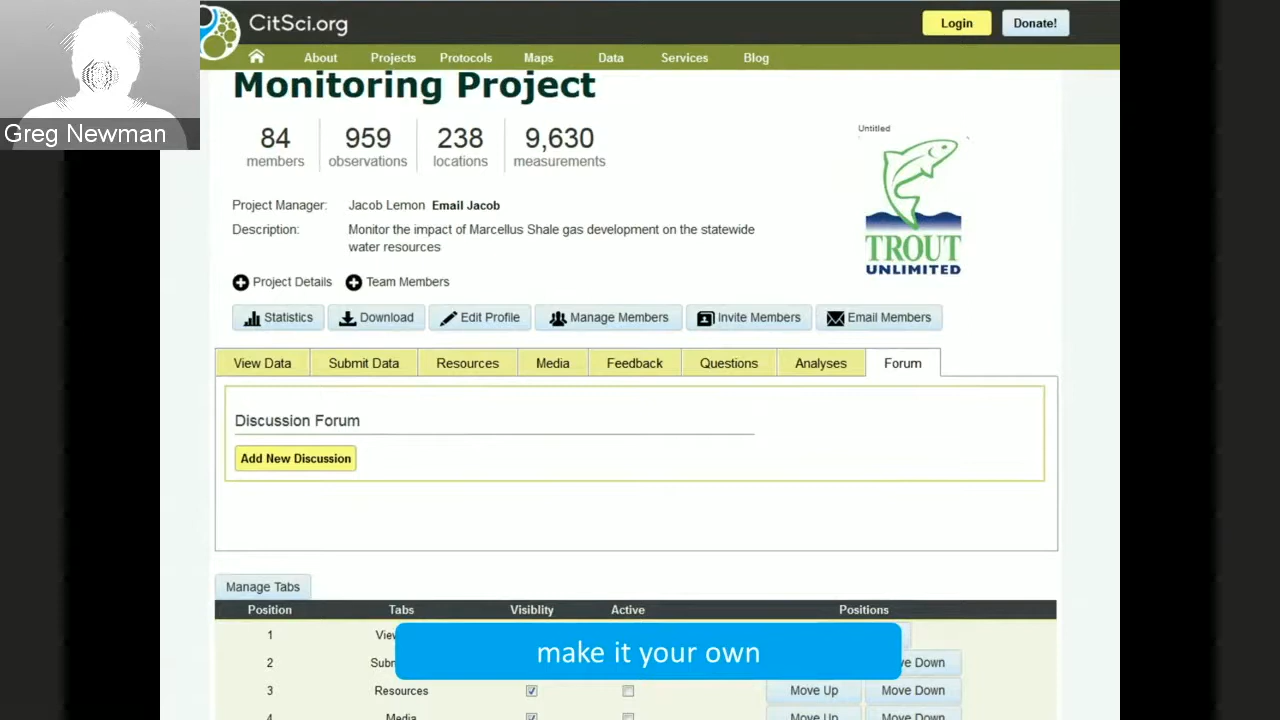 CitSci.org
Login
Donate!
About Projects Protocols Maps Data Services Blog
Greg Newman
Monitoring Project
84 959 238 9,630
members observations locations measurements
Untitled
Project Manager: Jacob Lemon Email Jacob
Description: Monitor the impact of Marcellus Shale gas development on the statewide
water resources
TROUT
UNLIMITED
Project Details Team Members
Statistics Download Edit Profile Manage Members Invite Members Email Members
View Data Submit Data Resources Media Feedback Questions Analyses Forum
Discussion Forum
Add New Discussion
Manage Tabs
Position Tabs Visiblity Active Positions
1
make it your own
2 Down
3 Resources Move Up Move Down
4 Media Move Up Move Down